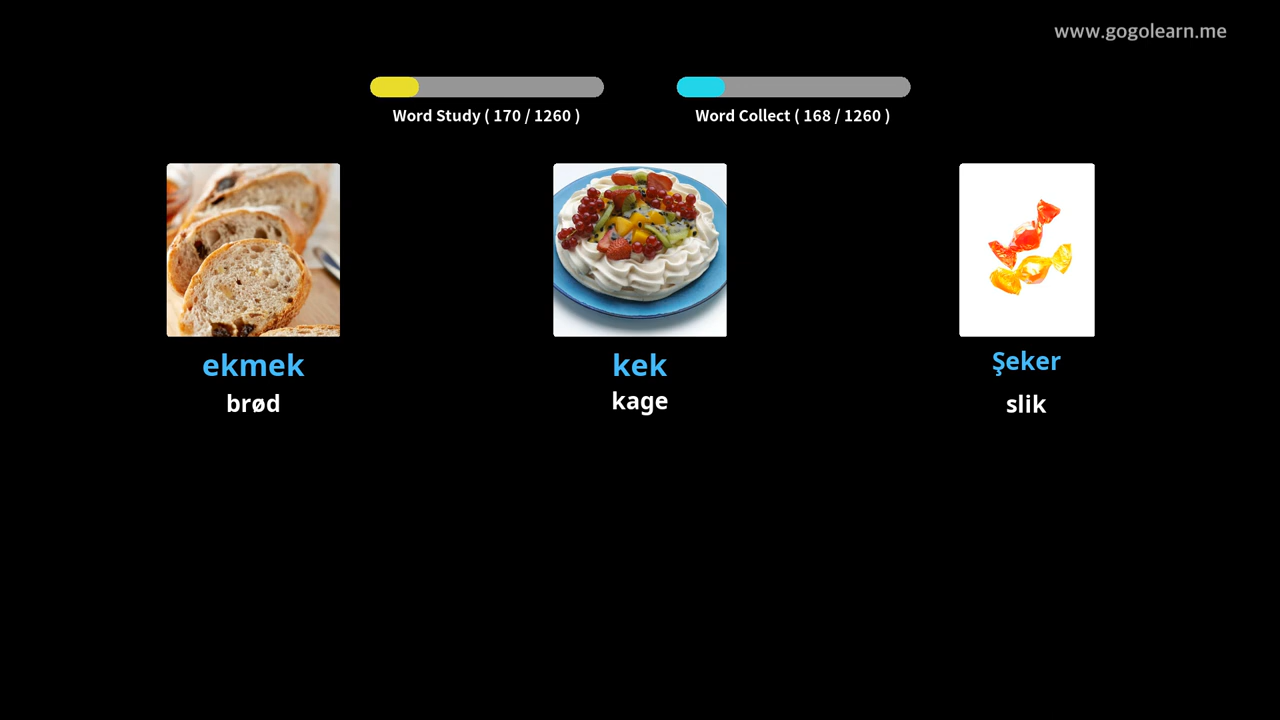 www.gogolearn.me
Word Study ( 170 / 1260 )
Word Collect ( 168 / 1260 )
ekmek
kek
Şeker
brød
kage
slik